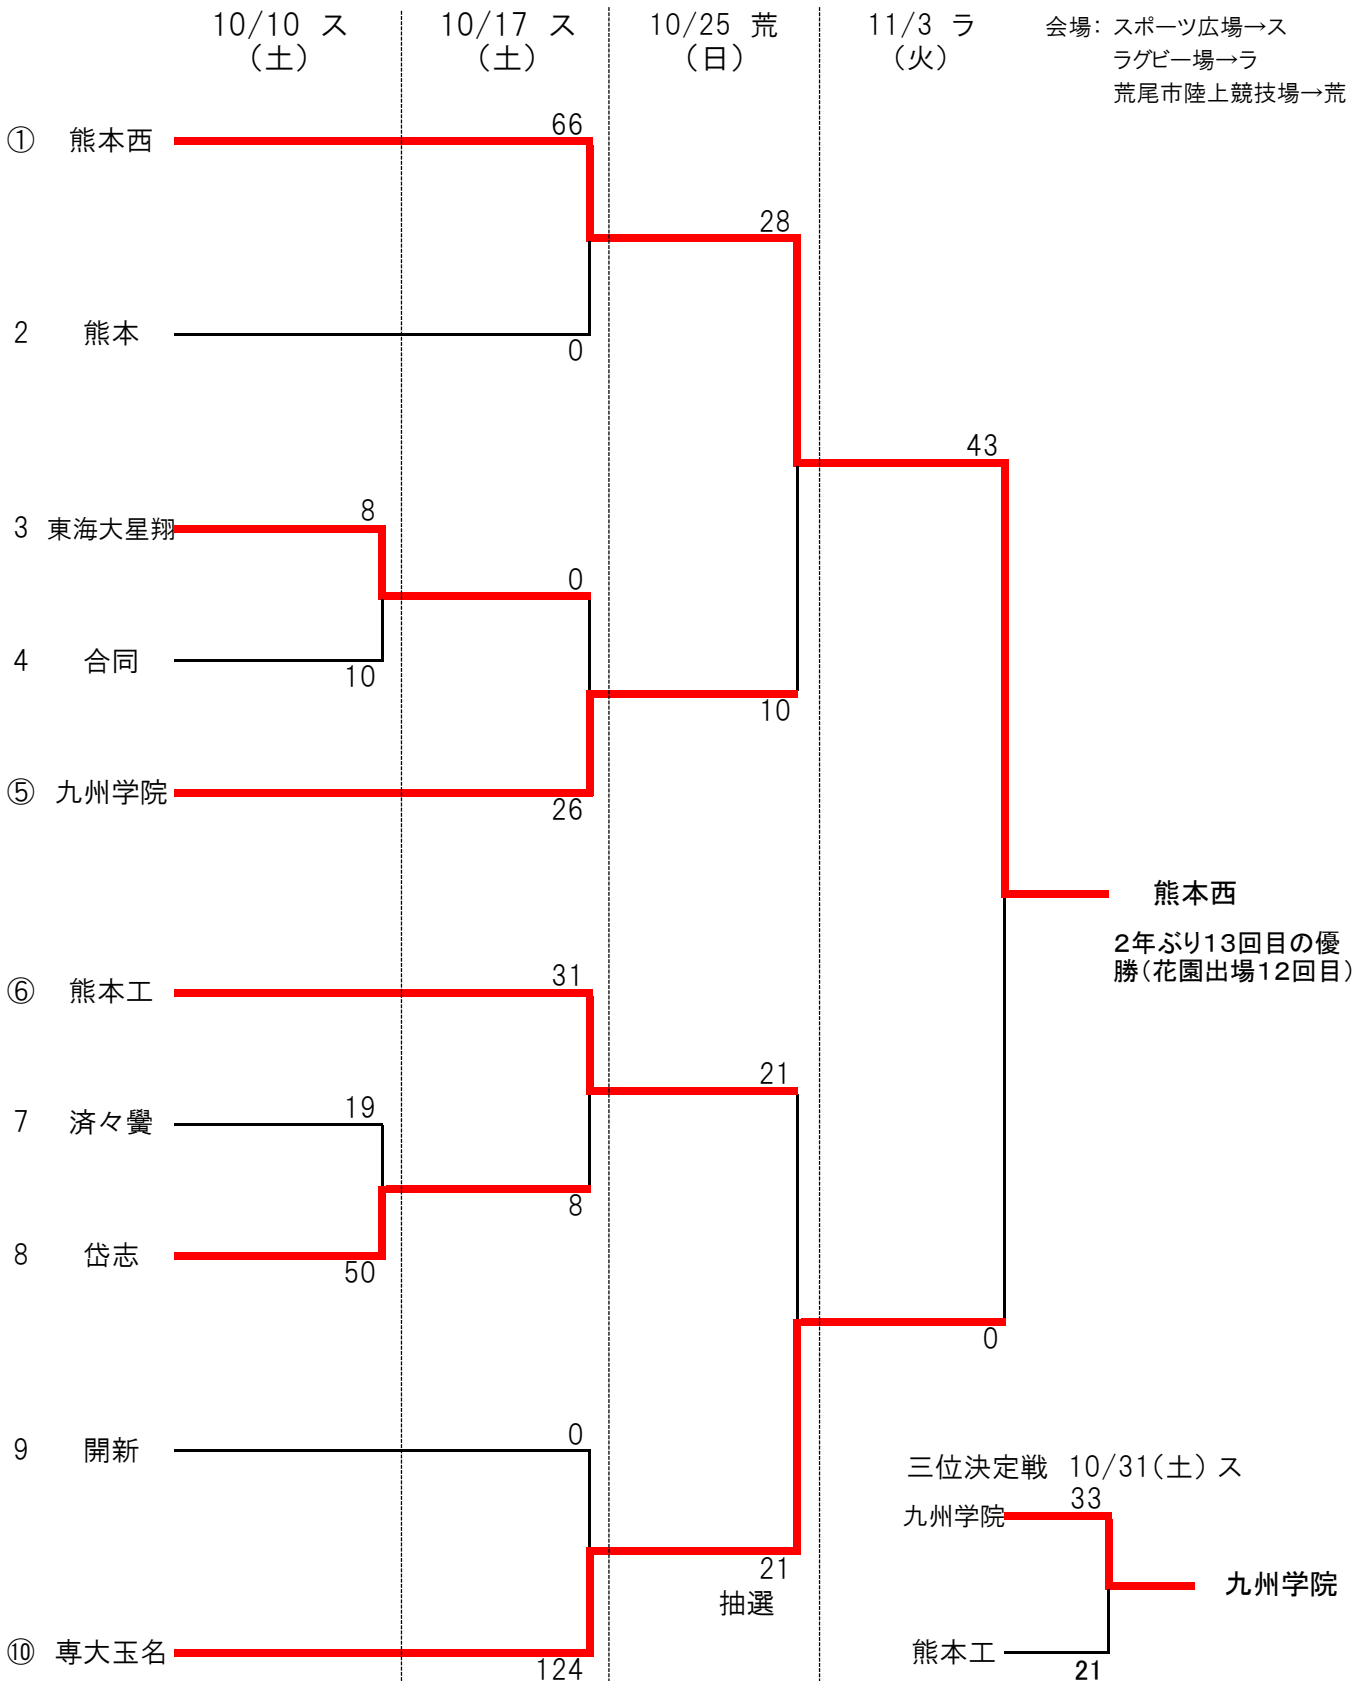 10/10 ス
（土）
10/17 ス
（土）
10/25 荒
（日）
11/3 ラ
（火）
会場： スポーツ広場→ス
ラグビー場→ラ
荒尾市陸上競技場→荒
① 熊本西
66
28
2 熊本
0
43
3 東海大星翔
8
0
4 合同
10
10
⑤ 九州学院
26
熊本西
2年ぶり13回目の優
勝（花園出場12回目）
⑥ 熊本工
31
21
7 済々黌
19
8
8 岱志
50
0
9 開新
0
21
抽選
⑩ 専大玉名
124
三位決定戦 10/31（土） ス
33
九州学院
九州学院
熊本工
21